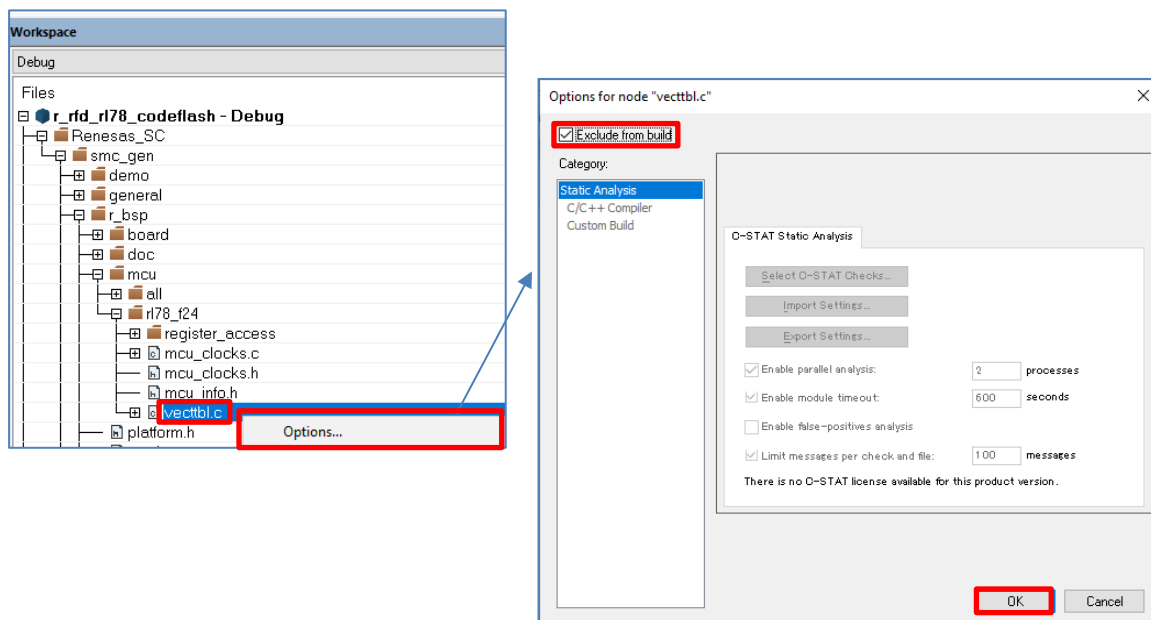 Workspace
Debug
Files
r_rfd_rl78_codeflash - Debug
Renesas_SC
smc_gen
demo
general
r_bsp
board
doc
mcu
all
rl78_f24
register_access
mcu_clocks.c
mcu_clocks.h
mcu_info.h
vecttbl.c
Options...
platform.h
Options for node "vecttbl.c"
Exclude from build
Category:
Static Analysis
C/C++ Compiler
Custom Build
C-STAT Static Analysis
Select C-STAT Checks...
Import Settings...
Export Settings...
Enable parallel analysis: 2 processes
Enable module timeout: 600 seconds
Enable false-positives analysis
Limit messages per check and file: 100 messages
There is no C-STAT license available for this product version.
OK Cancel